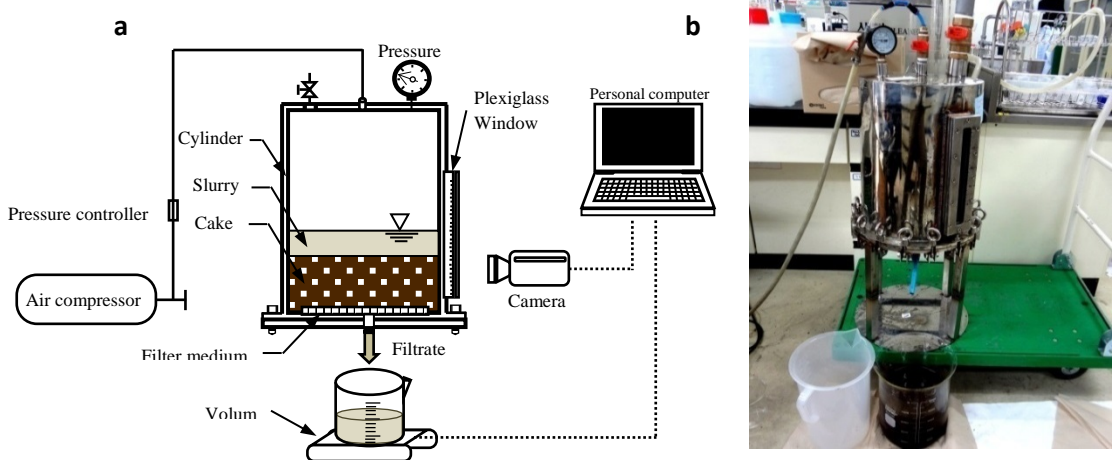 a
b
Pressure
Plexiglass
Window
Personal computer
Cylinder
Slurry
Pressure controller
Cake
Air compressor
Camera
Filter medium
Filtrate
Volum